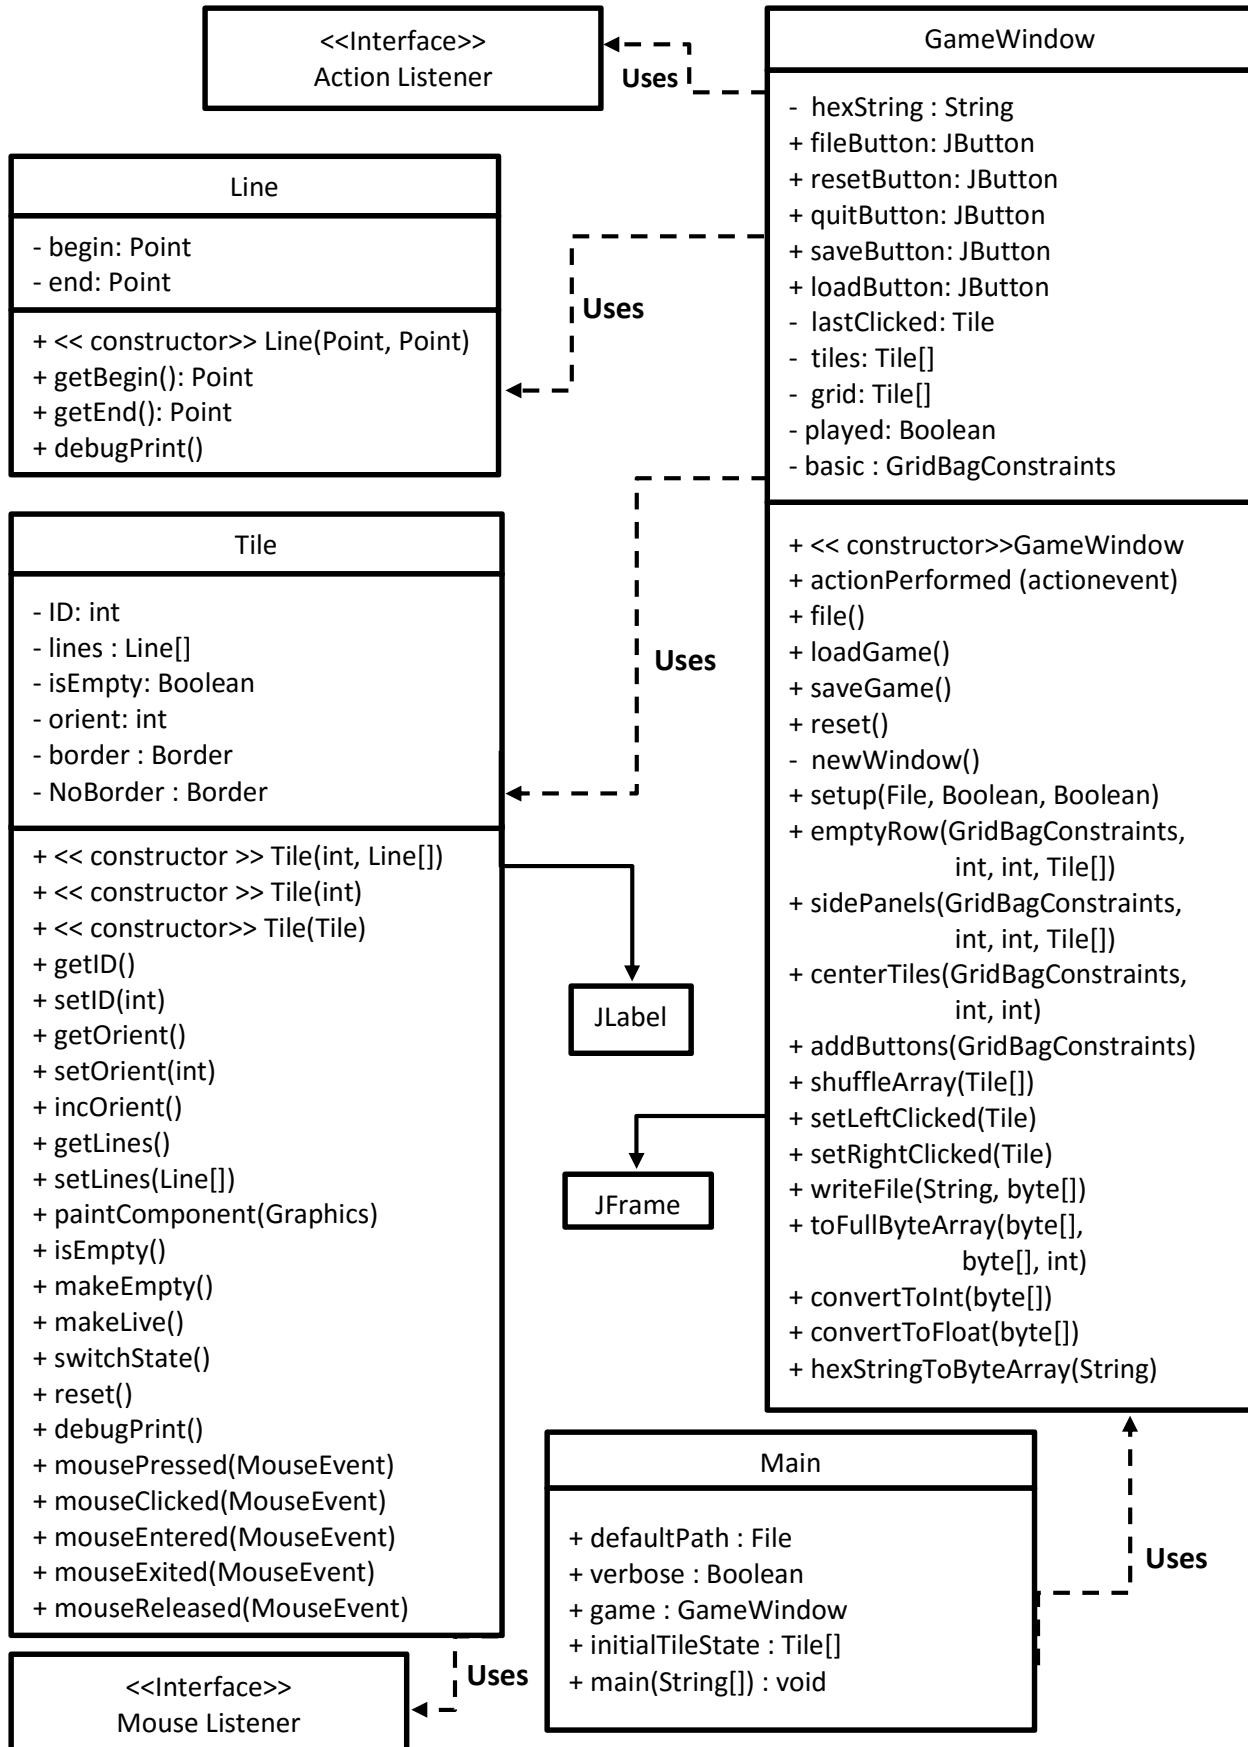 <<Interface>>
Action Listener
Uses
GameWindow
- hexString : String
+ fileButton: JButton
+ resetButton: JButton
+ quitButton: JButton
+ saveButton: JButton
+ loadButton: JButton
- lastClicked: Tile
- tiles: Tile[]
- grid: Tile[]
- played: Boolean
- basic : GridBagConstraints
+ << constructor>>GameWindow
+ actionPerformed (actionevent)
+ file()
+ loadGame()
+ saveGame()
+ reset()
- newWindow()
+ setup(File, Boolean, Boolean)
+ emptyRow(GridBagConstraints,
int, int, Tile[])
+ sidePanels(GridBagConstraints,
int, int, Tile[])
+ centerTiles(GridBagConstraints,
int, int)
+ addButtons(GridBagConstraints)
+ shuffleArray(Tile[])
+ setLeftClicked(Tile)
+ setRightClicked(Tile)
+ writeFile(String, byte[])
+ toFullByteArray(byte[],
byte[], int)
+ convertToInt(byte[])
+ convertToFloat(byte[])
+ hexStringToByteArray(String)
Line
- begin: Point
- end: Point
+ << constructor>> Line(Point, Point)
+ getBegin(): Point
+ getEnd(): Point
+ debugPrint()
Uses
Tile
- ID: int
- lines : Line[]
- isEmpty: Boolean
- orient: int
- border : Border
- NoBorder : Border
+ << constructor >> Tile(int, Line[])
+ << constructor >> Tile(int)
+ << constructor>> Tile(Tile)
+ getID()
+ setID(int)
+ getOrient()
+ setOrient(int)
+ incOrient()
+ getLines()
+ setLines(Line[])
+ paintComponent(Graphics)
+ isEmpty()
+ makeEmpty()
+ makeLive()
+ switchState()
+ reset()
+ debugPrint()
+ mousePressed(MouseEvent)
+ mouseClicked(MouseEvent)
+ mouseEntered(MouseEvent)
+ mouseExited(MouseEvent)
+ mouseReleased(MouseEvent)
Uses
JLabel
JFrame
Main
+ defaultPath : File
+ verbose : Boolean
+ game : GameWindow
+ initialTileState : Tile[]
+ main(String[]) : void
Uses
<<Interface>>
Mouse Listener
Uses